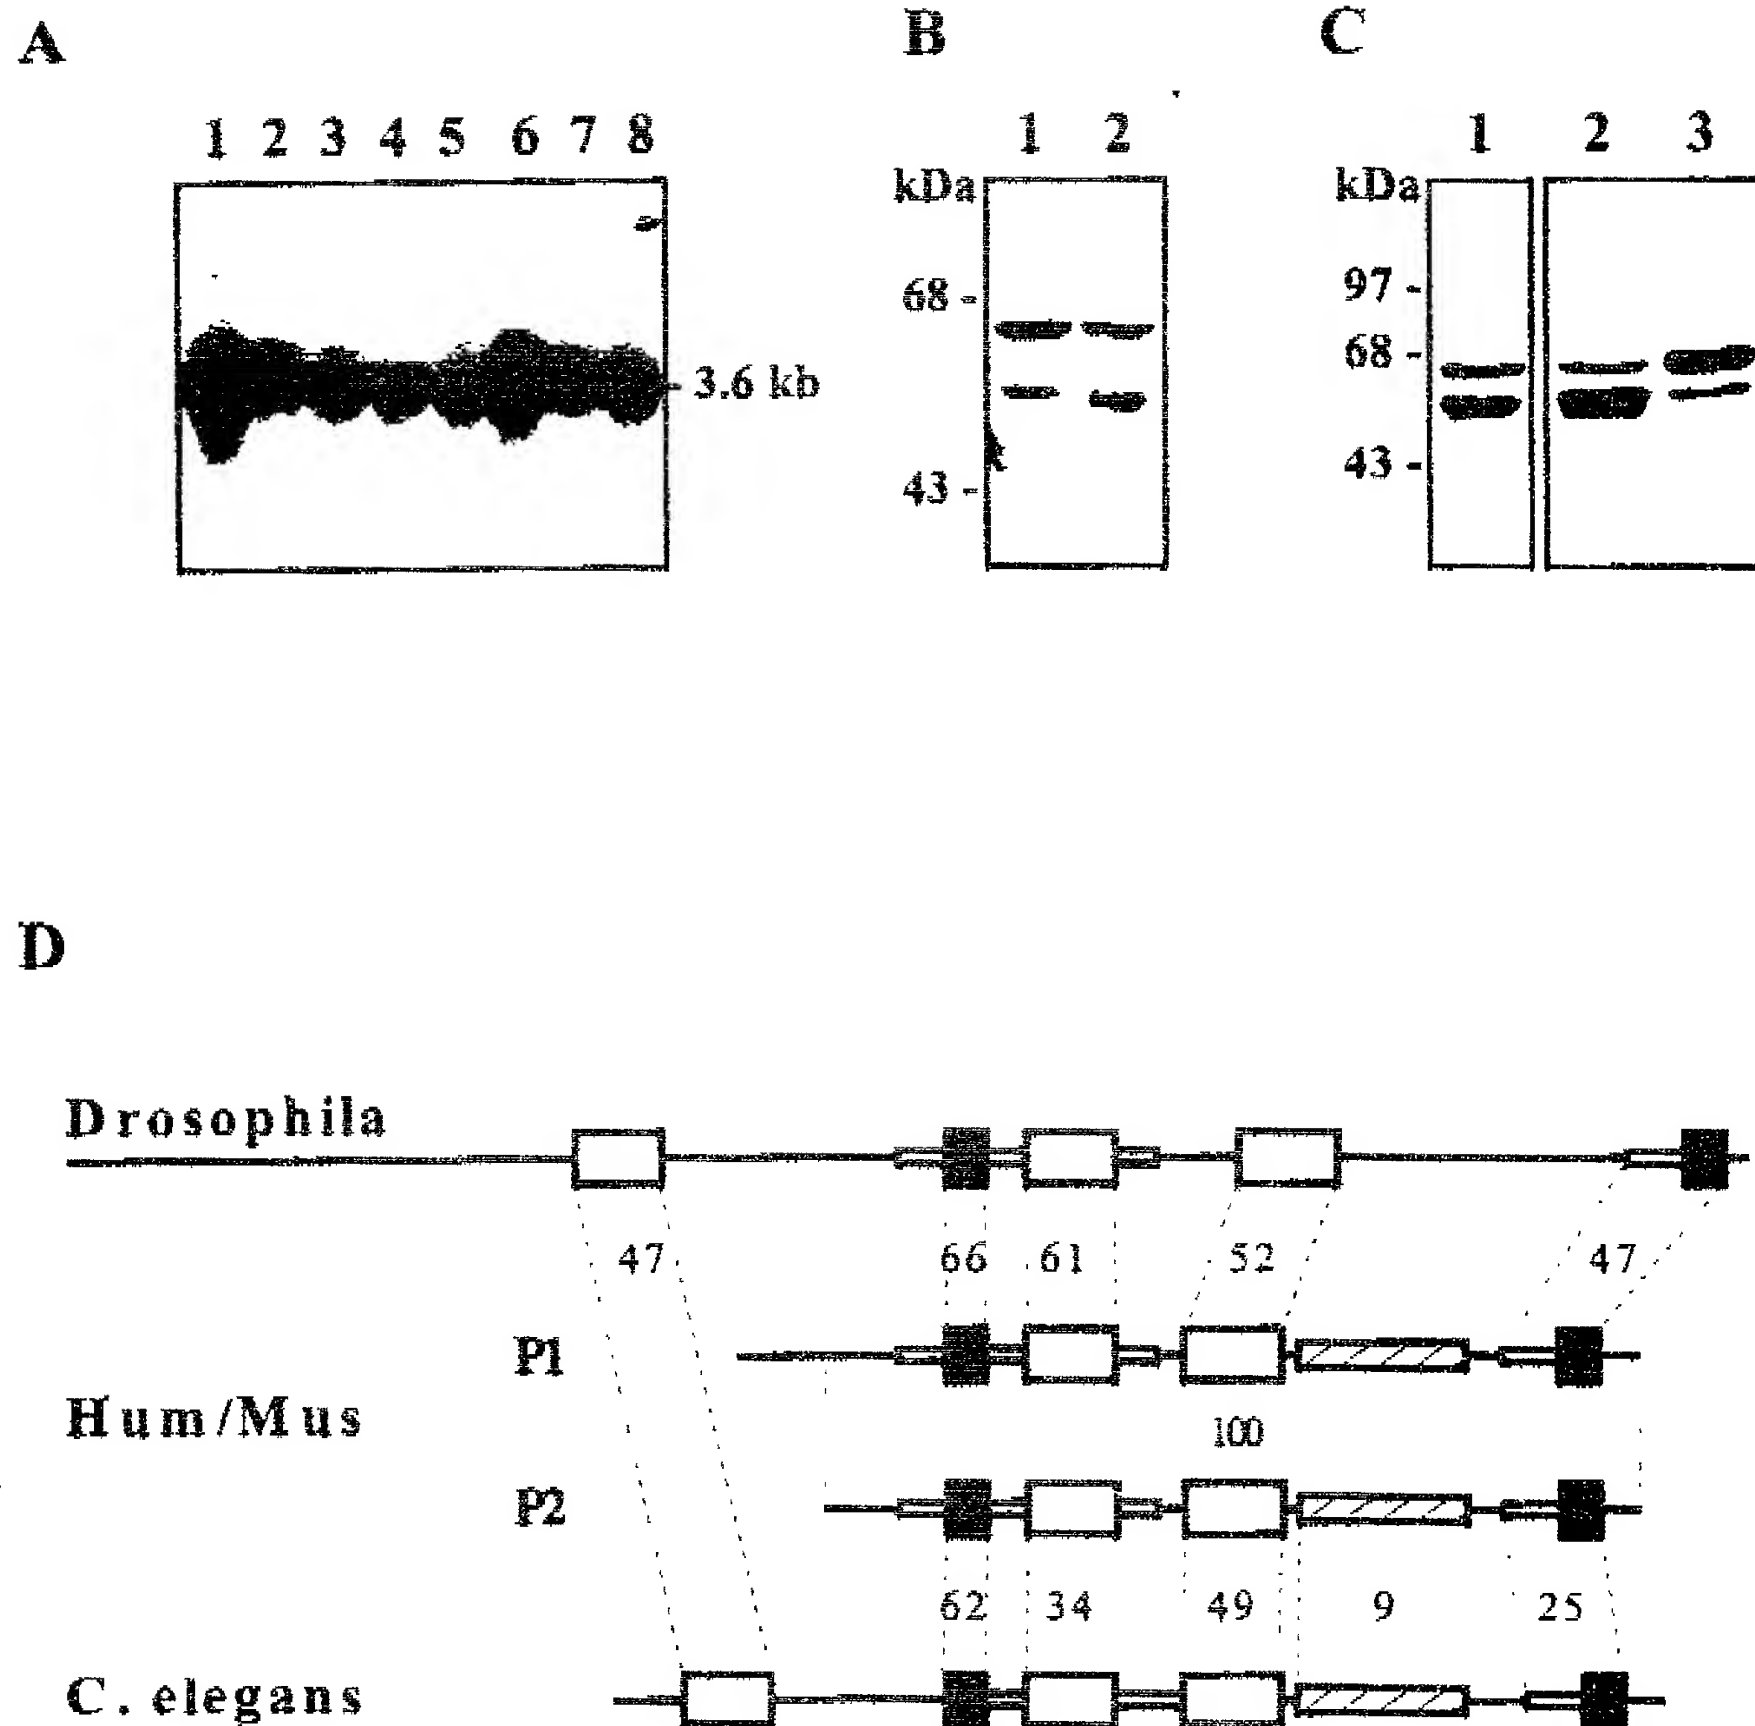 A
B
C
1 2 3 4 5 6 7 8
1 2
1 2 3
kDa
kDa
68 -
97 -
68 -
3.6 kb
43 -
43 -
D
Drosophila
47 66 61 52 47
P1
Hum/Mus
100
P2
62 34 49 9 25
C. elegans